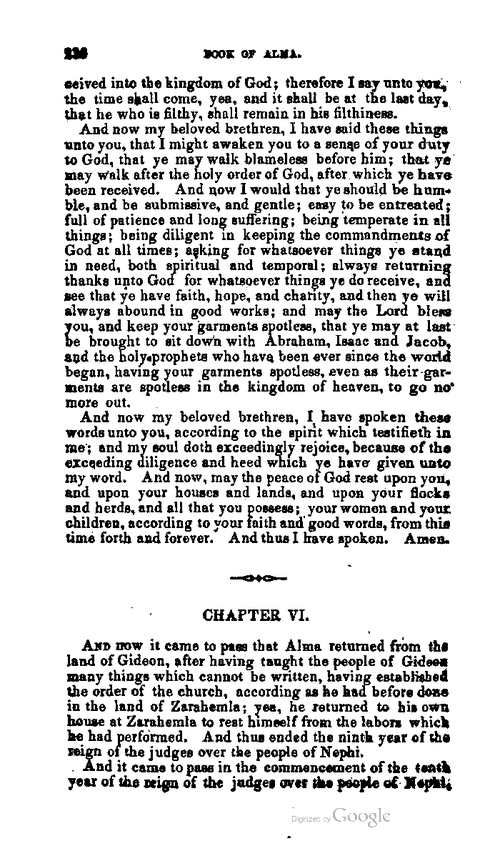 236 BOOK OF ALMA.
ceived into the kingdom of God; therefore I say unto you,
the time shall come, yea, and it shall be at the last day,
that he who is filthy, shall remain in his filthiness.
And now my beloved brethren, I have said these things
unto you, that I might awaken you to a sense of your duty
to God, that ye may walk blameless before him; that ye
may walk after the holy order of God, after which ye have
been received. And now I would that ye should be hum-
ble, and be submissive, and gentle; easy to be entreated;
full of patience and long suffering; being temperate in all
things; being diligent in keeping the commandments of
God at all times; asking for whatsoever things ye stand
in need, both spiritual and temporal; always returning
thanks unto God for whatsoever things ye do receive, and
see that ye have faith, hope, and charity, and then ye will
always abound in good works; and may the Lord bless
you, and keep your garments spotless, that ye may at last
be brought to sit down with Abraham, Isaac and Jacob,
and the holy prophets who have been ever since the world
began, having your garments spotless, even as their gar-
ments are spotless in the kingdom of heaven, to go no
more out.
And now my beloved brethren, I have spoken these
words unto you, according to the spirit which testifieth in
me; and my soul doth exceedingly rejoice, because of the
exceeding diligence and heed which ye have given unto
my word. And now, may the peace of God rest upon you,
and upon your houses and lands, and upon your flocks
and herds, and all that you possess; your women and your
children, according to your faith and good words, from this
time forth and forever. And thus I have spoken. Amen.
CHAPTER VI.
AND now it came to pass that Alma returned from the
land of Gideon, after having taught the people of Gideon
many things which cannot be written, having established
the order of the church, according as he had before done
in the land of Zarahemla; yea, he returned to his own
house at Zarahemla to rest himself from the labors which
he had performed. And thus ended the ninth year of the
reign of the judges over the people of Nephi.
And it came to pass in the commencement of the tenth
year of the reign of the judges over the people of Nephi,
Digitized by Google